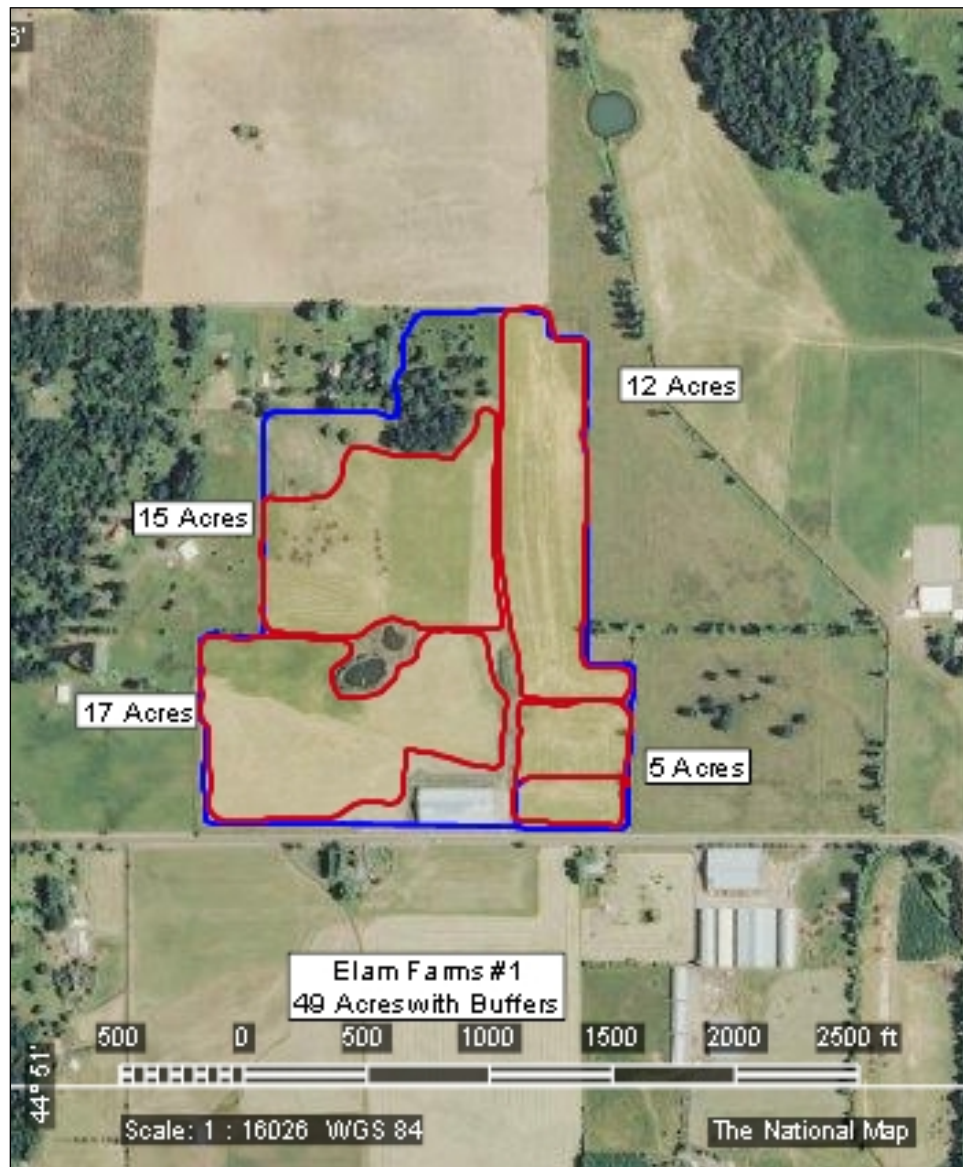 6'
12 Acres
15 Acres
17 Acres
5 Acres
Elam Farms #1
49 Acres with Buffers
500 0 500 1000 1500 2000 2500 ft
44° 51'
Scale: 1 : 16026 WGS 84
The National Map